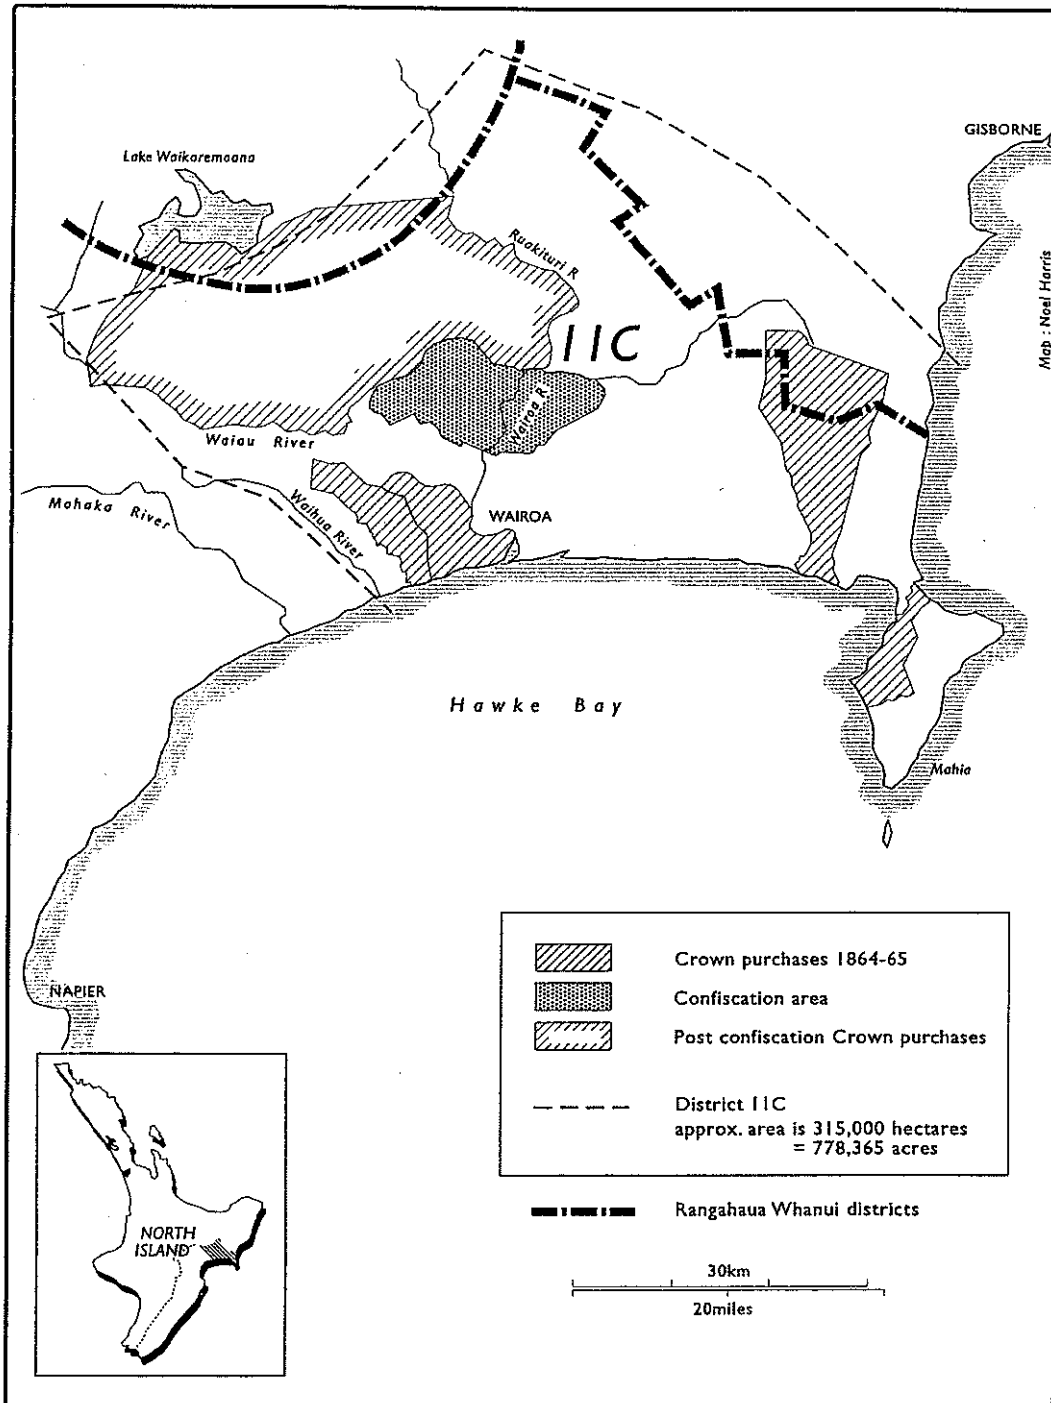 GISBORNE
Lake Waikaremoana
Ruakituri R
Map : Noel Harris
11C
Wairoa R
Waiau River
Mohaka River
Waihua River
WAIROA
Hawke Bay
Mahia
NAPIER
Crown purchases 1864-65
Confiscation area
Post confiscation Crown purchases
District 11C
approx. area is 315,000 hectares
= 778,365 acres
Rangahaua Whanui districts
30km
20miles
NORTH
ISLAND